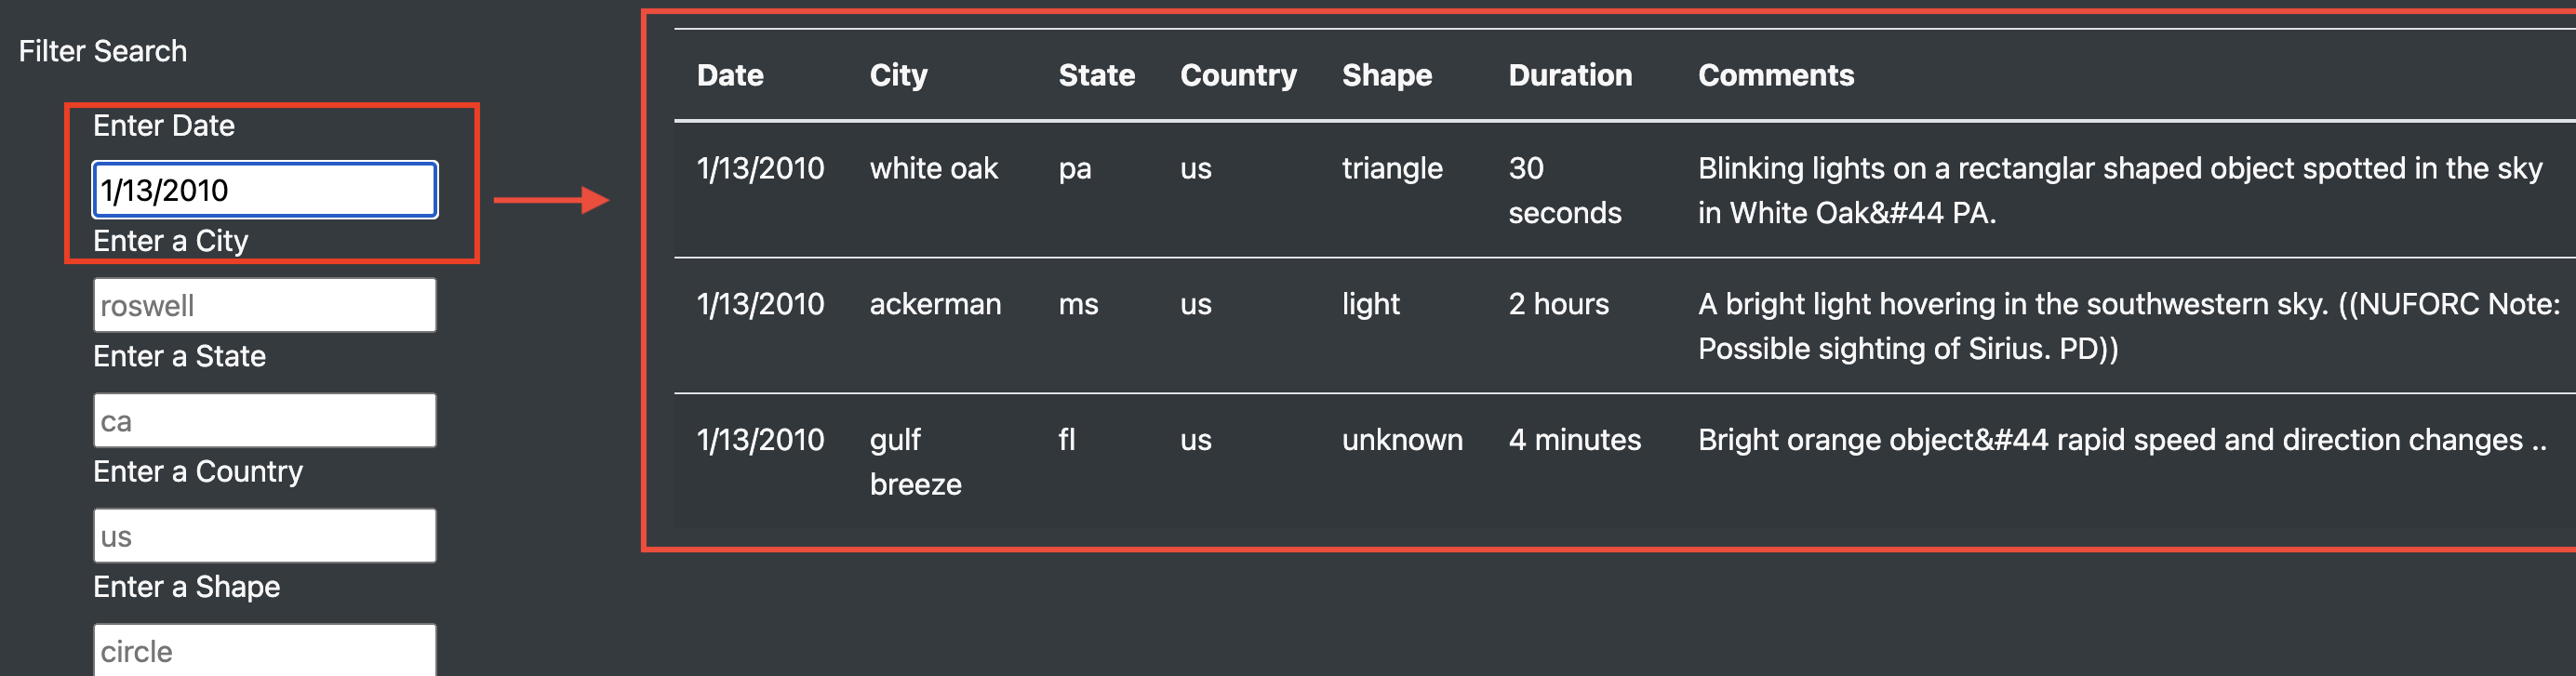 Filter Search
Enter Date
1/13/2010
Enter a City
roswell
Enter a State
ca
Enter a Country
us
Enter a Shape
circle
Date City State Country Shape Duration Comments
1/13/2010 white oak pa us triangle 30 Blinking lights on a rectanglar shaped object spotted in the sky
seconds in White Oak&#44 PA.
1/13/2010 ackerman ms us light 2 hours A bright light hovering in the southwestern sky. ((NUFORC Note:
Possible sighting of Sirius. PD))
1/13/2010 gulf fl us unknown 4 minutes Bright orange object&#44 rapid speed and direction changes ..
breeze